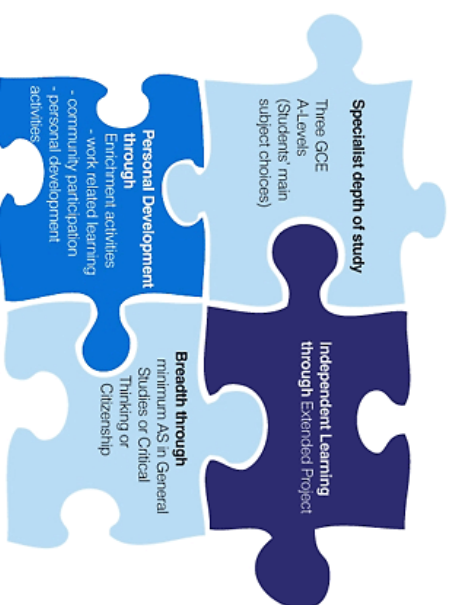 Specialist depth of study
Three GCE
A-Levels
(Students' main
subject choices)
Independent Learning
through Extended Project
Personal Development
through
Enrichment activities
- work related learning
- community participation
- personal development
activities
Breadth through
minimum AS in General
Studies or Critical
Thinking or
Citizenship